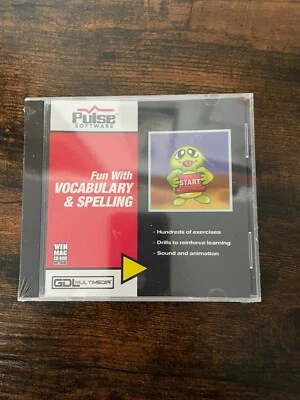 Pulse
SOFTWARE
Fun With
VOCABULARY
& SPELLING
START
· Hundreds of exercises
· Drills to reinforce learning
· Sound and animation
WIN
MAC
CD-ROM
GDL MULTIMEDIA